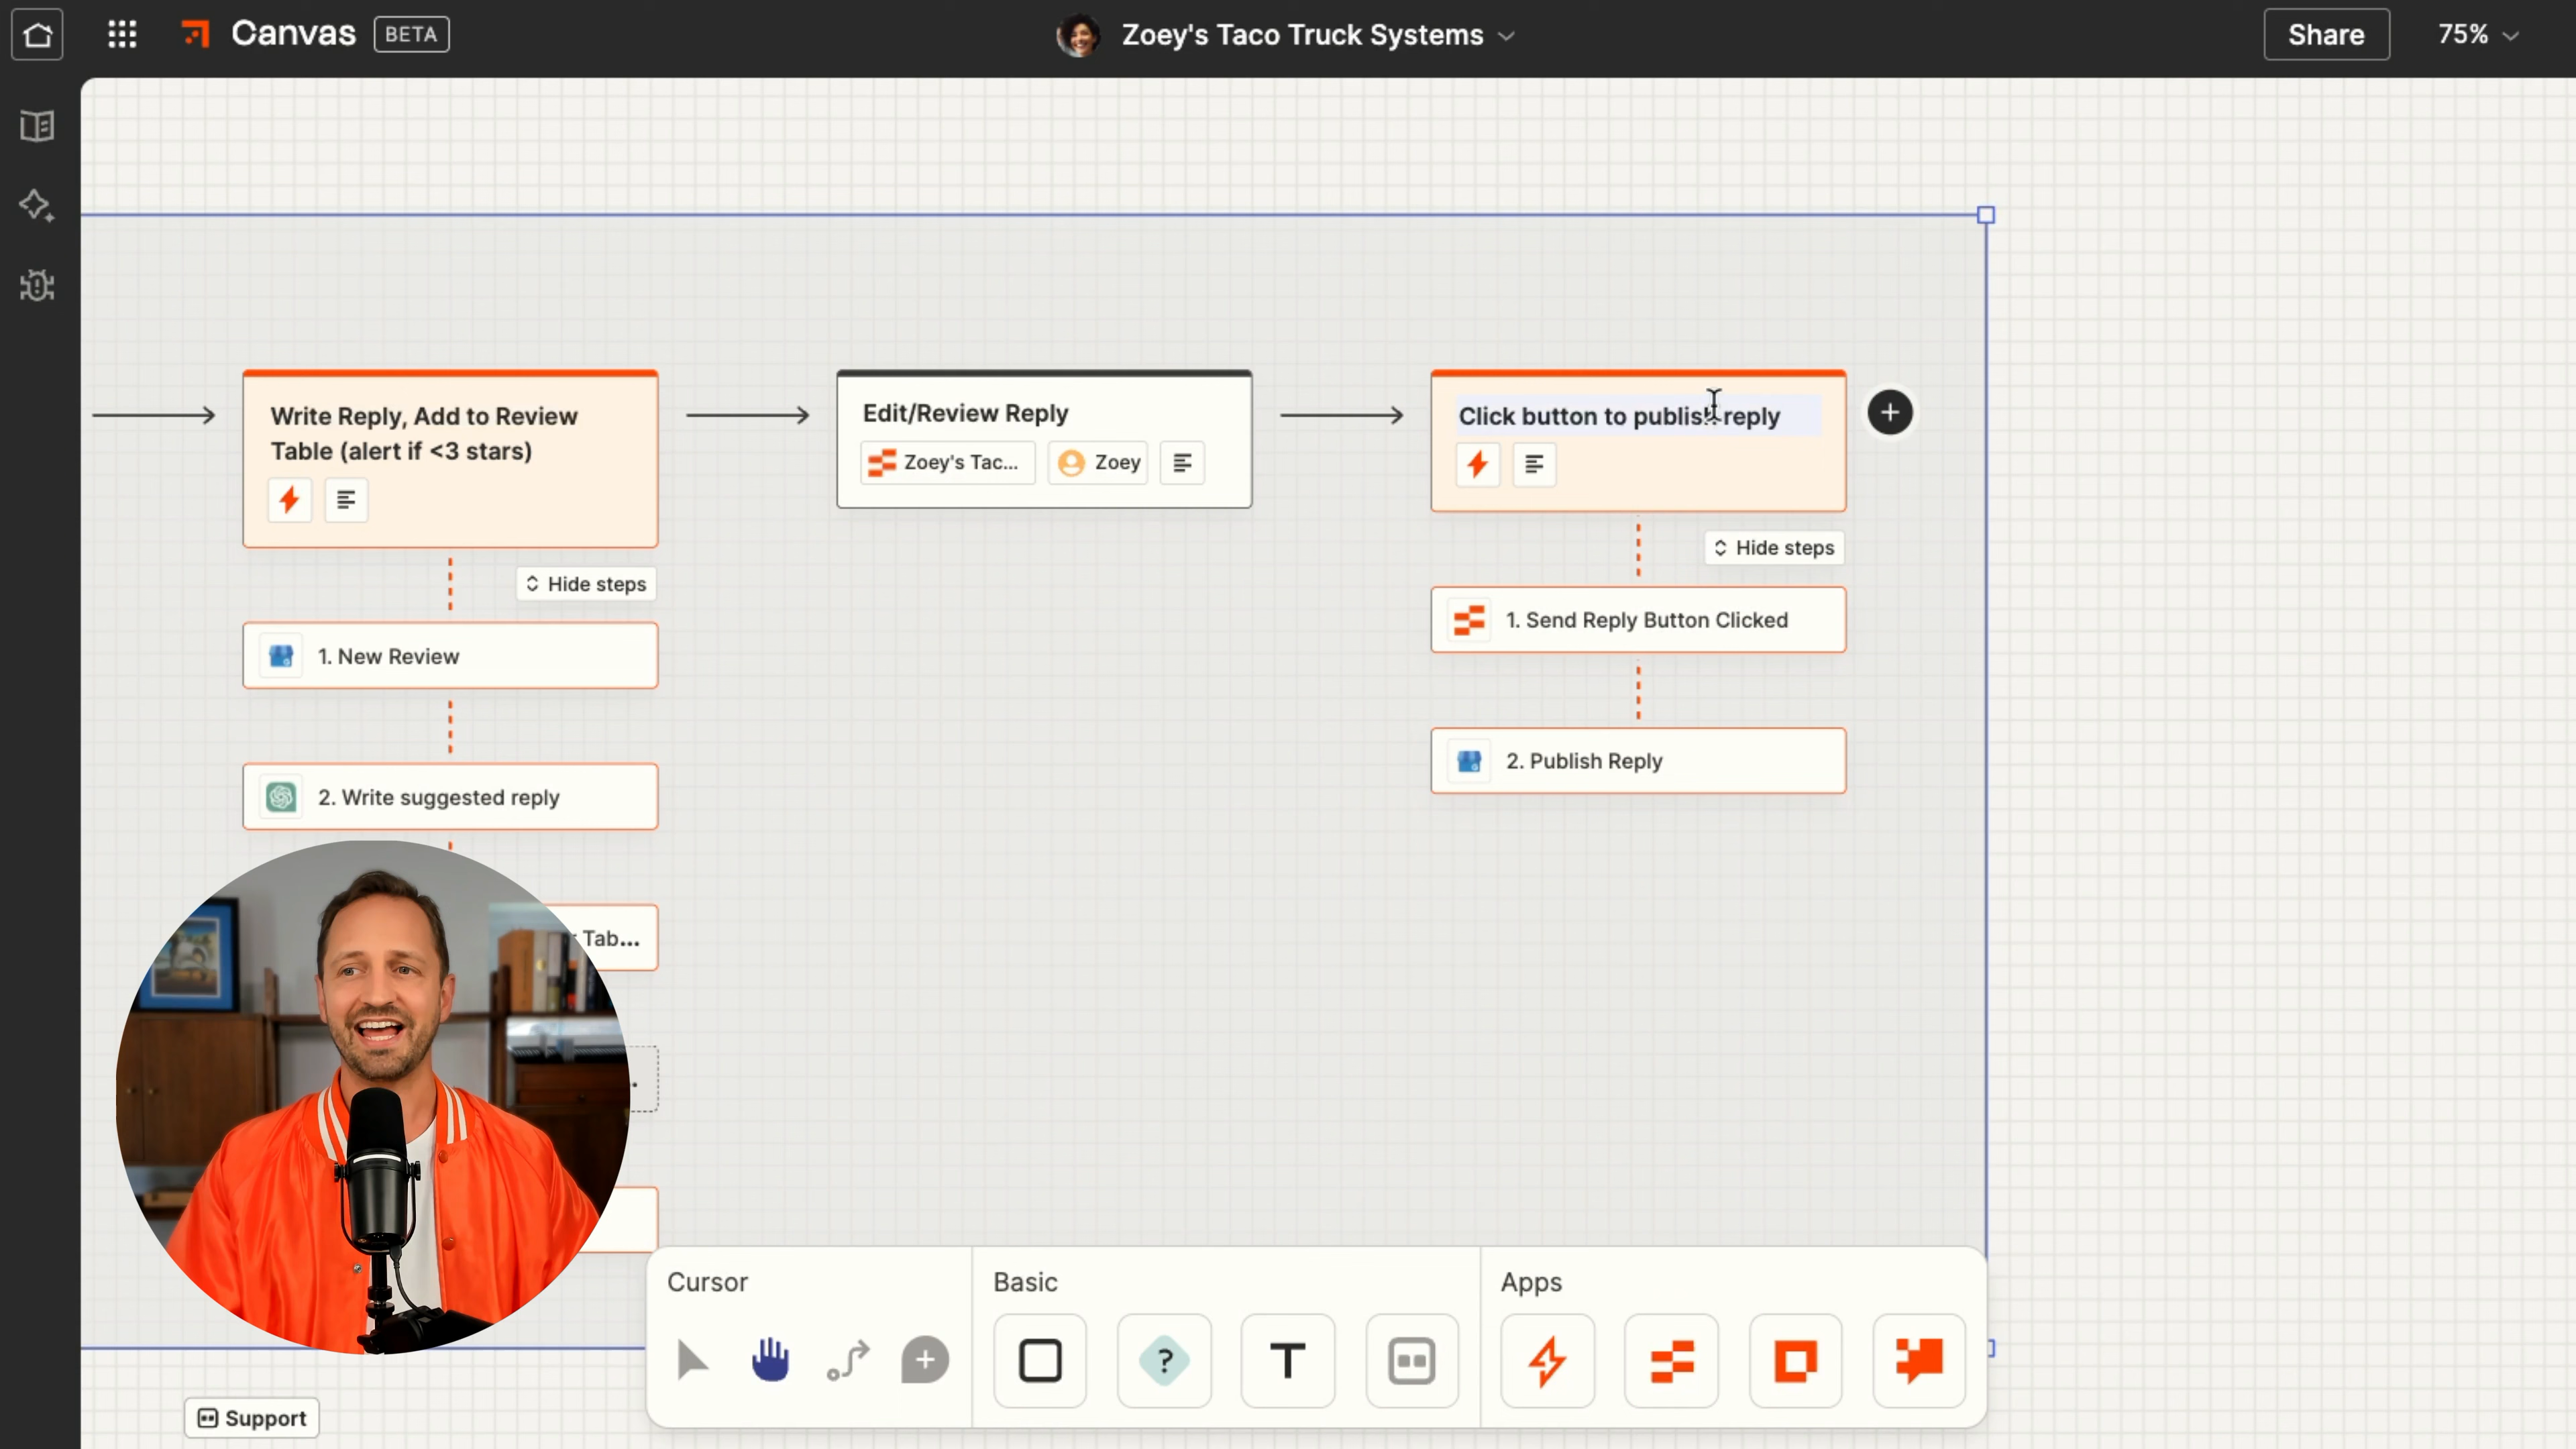 Canvas BETA
Zoey's Taco Truck Systems
Share
75%
Write Reply, Add to Review
Table (alert if <3 stars)
Hide steps
1. New Review
2. Write suggested reply
Tab...
Edit/Review Reply
Zoey's Tac...
Zoey
Click button to publish reply
Hide steps
1. Send Reply Button Clicked
2. Publish Reply
Cursor
Basic
?
T
Apps
Support